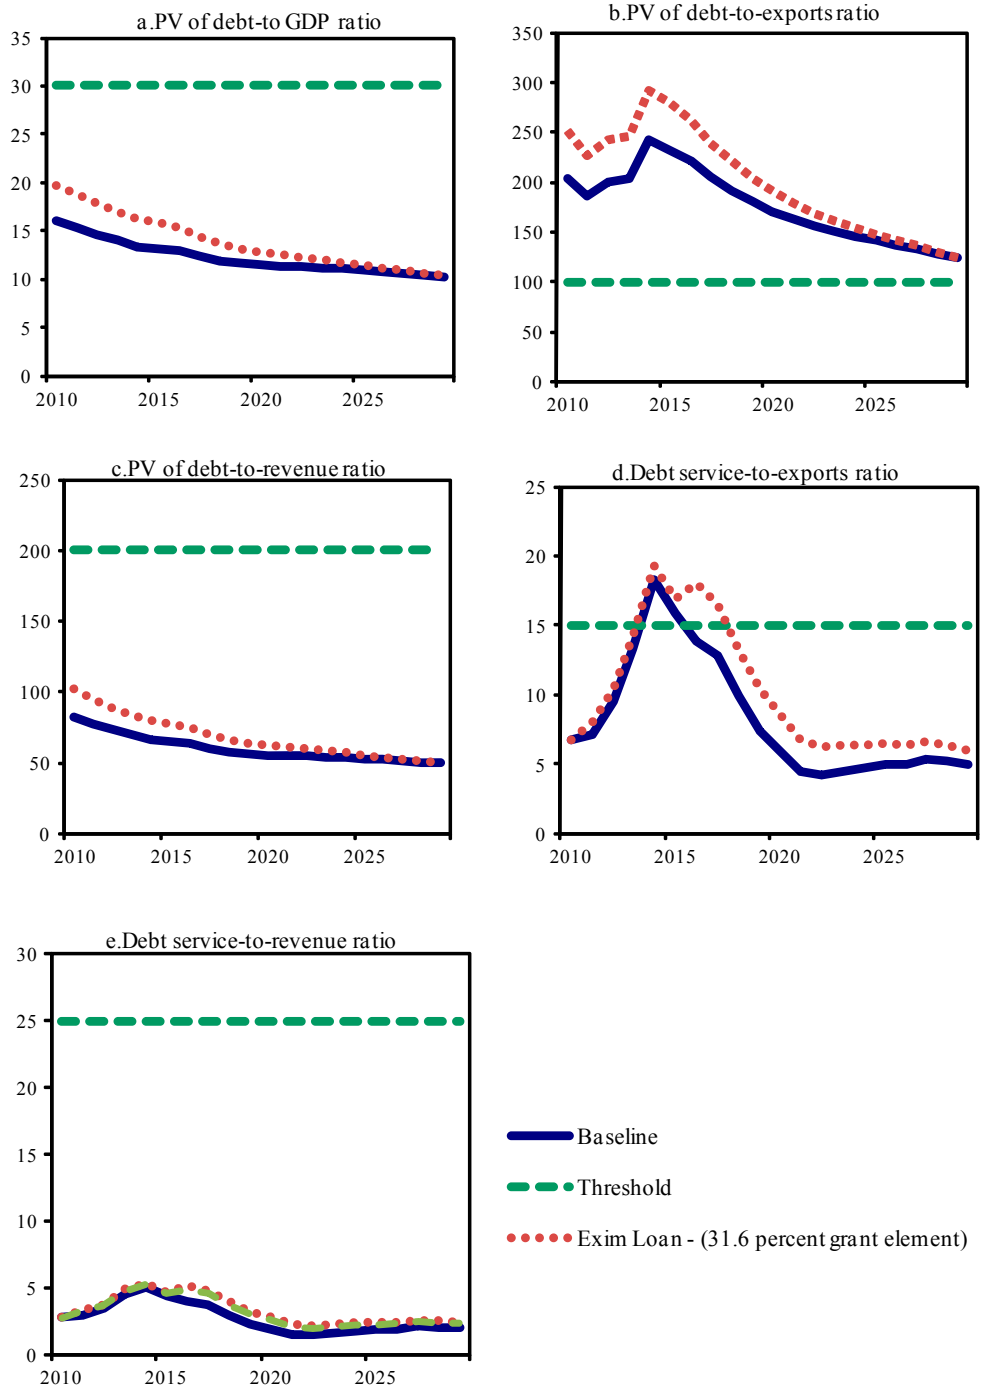 a.PV of debt-to GDP ratio
35
30
25
20
15
10
5
0
2010 2015 2020 2025
b.PV of debt-to-exports ratio
350
300
250
200
150
100
50
0
2010 2015 2020 2025
c.PV of debt-to-revenue ratio
250
200
150
100
50
0
2010 2015 2020 2025
d.Debt service-to-exports ratio
25
20
15
10
5
0
2010 2015 2020 2025
e.Debt service-to-revenue ratio
30
25
20
15
10
5
0
2010 2015 2020 2025
Baseline
Threshold
Exim Loan - (31.6 percent grant element)